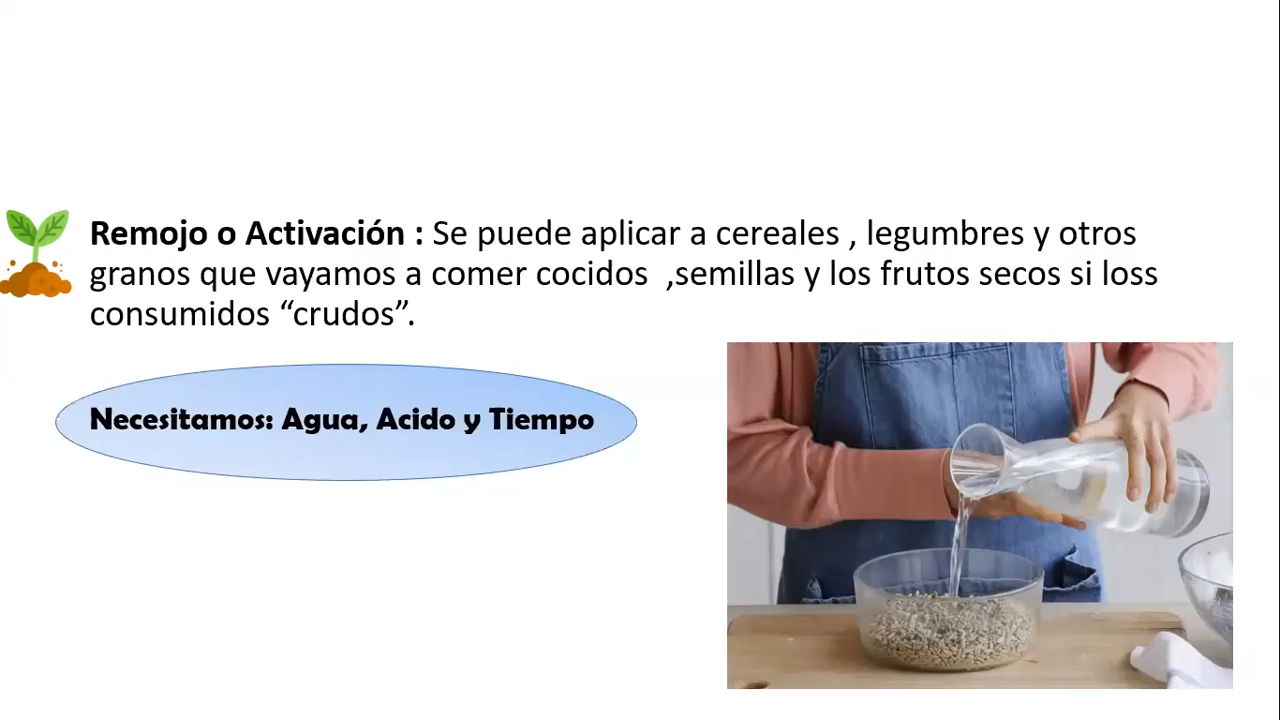 Remojo o Activación : Se puede aplicar a cereales , legumbres y otros
granos que vayamos a comer cocidos  ,semillas y los frutos secos si loss
consumidos “crudos”.
Necesitamos: Agua, Acido y Tiempo